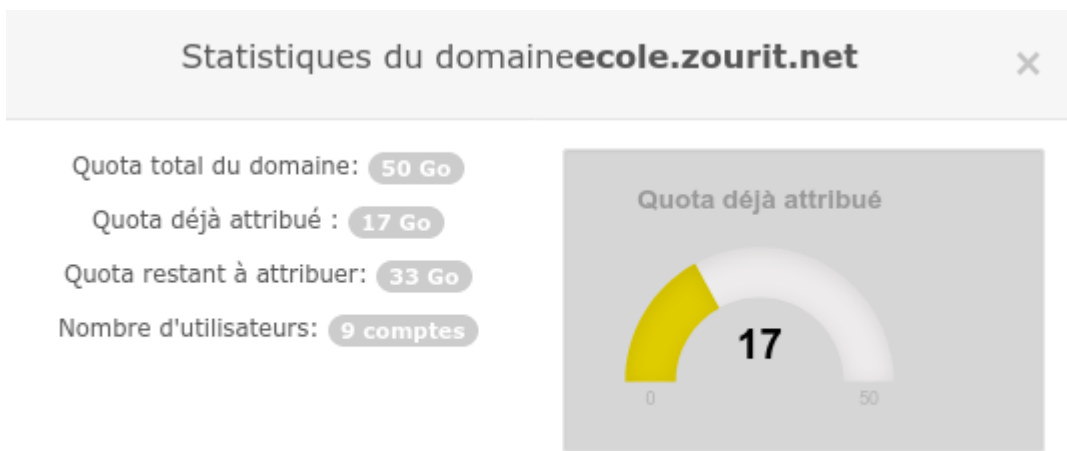 Statistiques du domaineecole.zourit.net
×
Quota total du domaine: 50 Go
Quota déjà attribué : 17 Go
Quota restant à attribuer: 33 Go
Nombre d'utilisateurs: 9 comptes
Quota déjà attribué
17
0
50